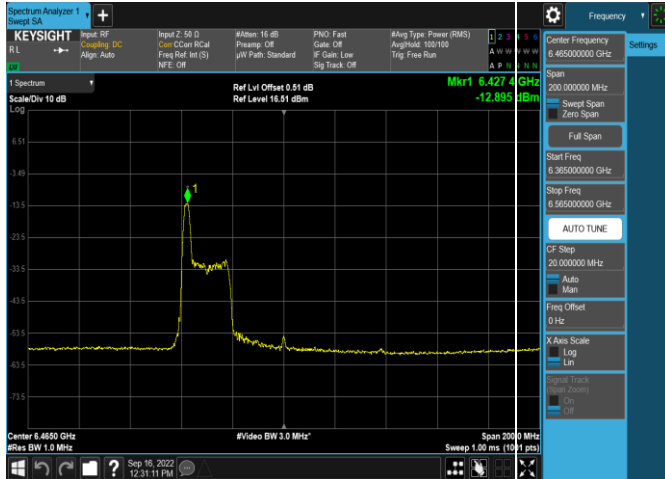 Spectrum Analyzer 1
Swept SA
Frequency
KEYSIGHT
Input: RF
Input Z: 50 Ω
#Atten: 16 dB
PNO: Fast
#Avg Type: Power (RMS)
1 2 3 4 5 6
RL
Coupling: DC
Corr CCorr RCal
Preamp: Off
Gate: Off
Avg|Hold: 100/100
A W W W W W
Align: Auto
Freq Ref: Int (S)
µW Path: Standard
IF Gain: Low
Trig: Free Run
NFE: Off
Sig Track: Off
A P N N N N
1 Spectrum
Ref Lvl Offset 0.51 dB
Mkr1 6.427 4 GHz
Scale/Div 10 dB
Ref Level 16.51 dBm
-12.895 dBm
Log
6.51
-3.49
-13.5
-23.5
-33.5
-43.5
-53.5
-63.5
-73.5
1
Center 6.4650 GHz
#Video BW 3.0 MHz*
Span 200.0 MHz
#Res BW 1.0 MHz
Sweep 1.00 ms (1001 pts)
Sep 16, 2022
12:31:11 PM
Settings
Center Frequency
6.465000000 GHz
Span
200.000000 MHz
Swept Span
Zero Span
Full Span
Start Freq
6.365000000 GHz
Stop Freq
6.565000000 GHz
AUTO TUNE
CF Step
20.000000 MHz
Auto
Man
Freq Offset
0 Hz
X Axis Scale
Log
Lin
Signal Track
(Span Zoom)
On
Off